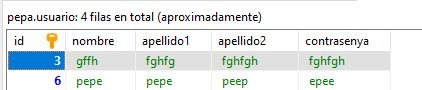 pepa.usuario: 4 filas en total (aproximadamente)
id nombre apellido1 apellido2 contrasenya
3 gffh fghfg fghfgh fghfgh
6 pepe pepe peep epee